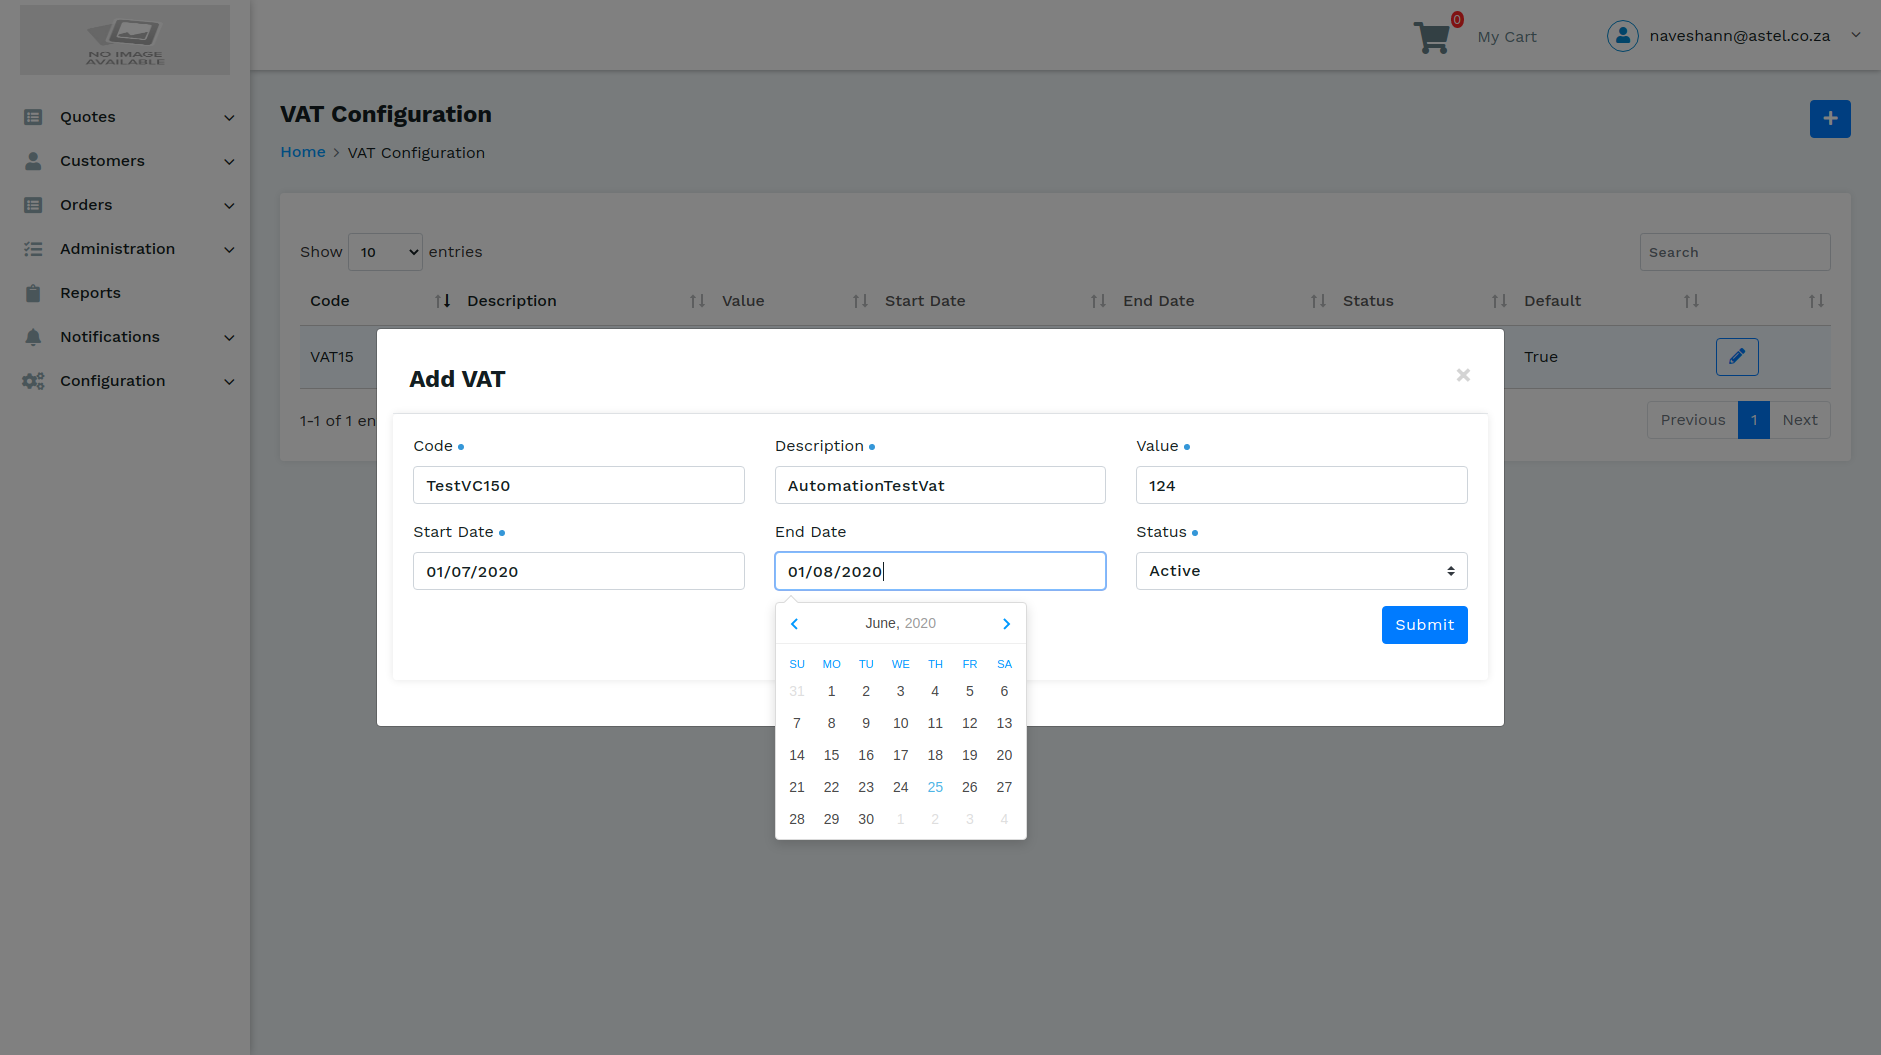 NO IMAGE
AVAILABLE
0
My Cart
naveshann@astel.co.za
Quotes
Customers
Orders
Administration
Reports
Notifications
Configuration
VAT Configuration
Home > VAT Configuration
+
Show 10 entries
Search
Code Description Value Start Date End Date Status Default
VAT15 True
1-1 of 1 en
Previous 1 Next
Add VAT
×
Code Description Value
TestVC150 AutomationTestVat 124
Start Date End Date Status
01/07/2020 01/08/2020 Active
Submit
June, 2020
SU MO TU WE TH FR SA
31 1 2 3 4 5 6
7 8 9 10 11 12 13
14 15 16 17 18 19 20
21 22 23 24 25 26 27
28 29 30 1 2 3 4